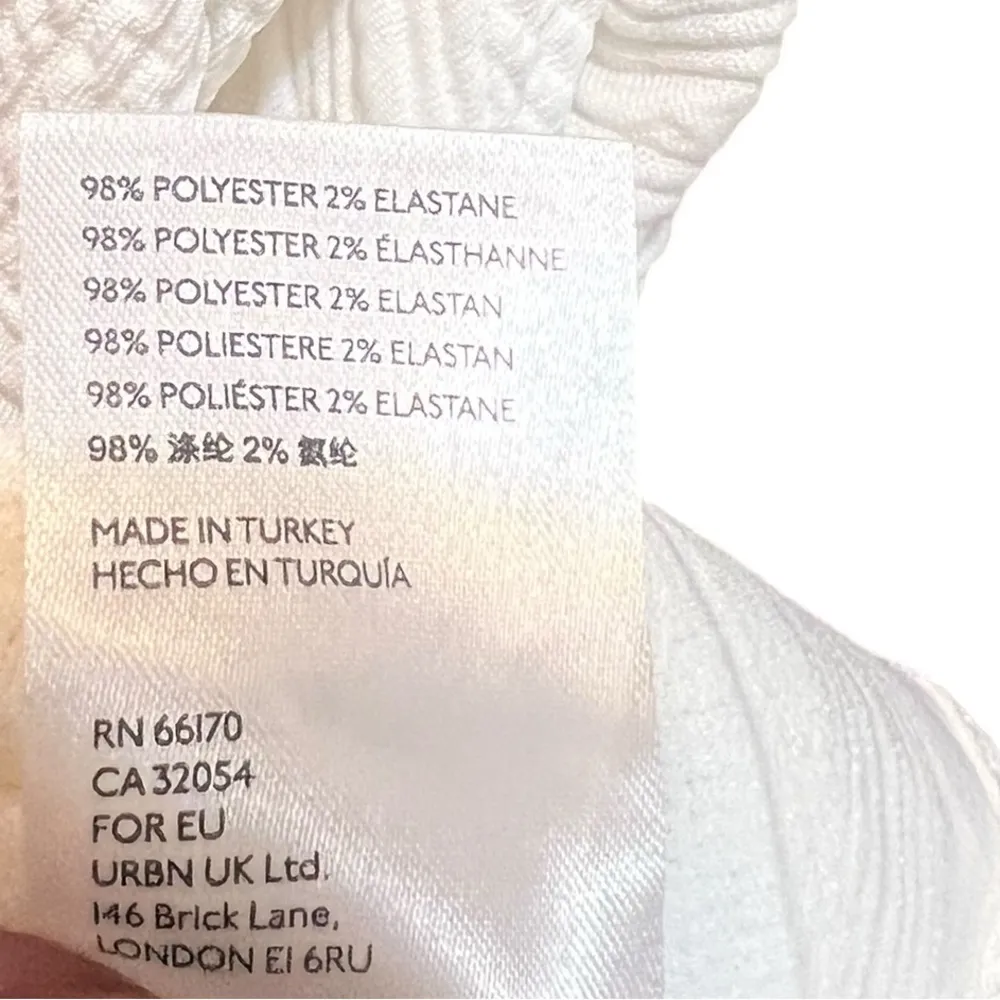 98% POLYESTER 2% ELASTANE
98% POLYESTER 2% ÉLASTHANNE
98% POLYESTER 2% ELASTAN
98% POLIESTERE 2% ELASTAN
98% POLIÉSTER 2% ELASTANE
98% 涤纶 2% 氨纶
MADE IN TURKEY
HECHO EN TURQUÍA
RN 66170
CA 32054
FOR EU
URBN UK Ltd.
146 Brick Lane,
LONDON E1 6RU